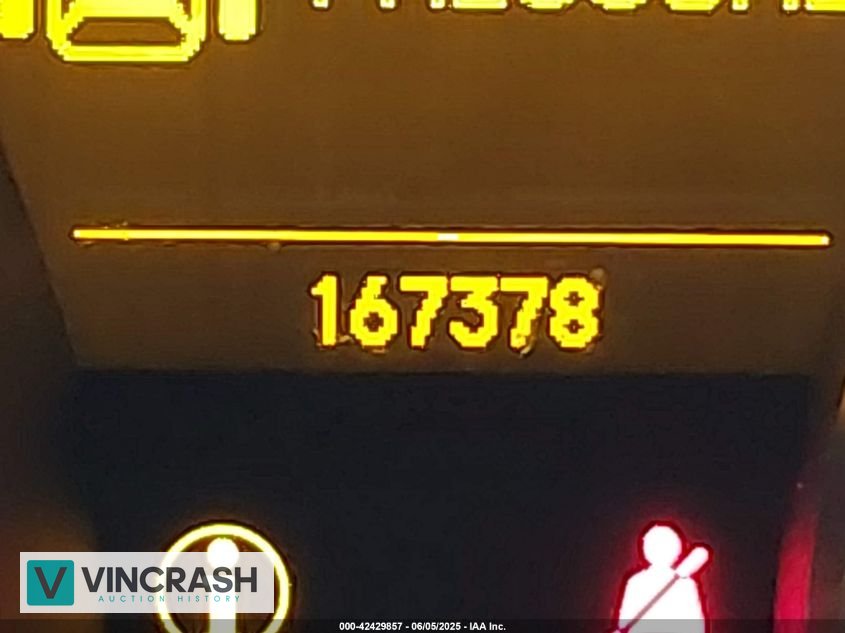 167378
VINCRASH
AUCTION HISTORY
000-42429857 - 06/05/2025 - IAA Inc.